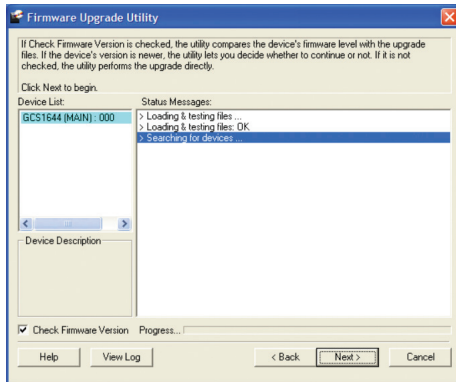 Firmware Upgrade Utility
If Check Firmware Version is checked, the utility compares the device's firmware level with the upgrade
files. If the device's version is newer, the utility lets you decide whether to continue or not. If it is not
checked, the utility performs the upgrade directly.
Click Next to begin.
Device List:
Status Messages:
GCS1644 (MAIN) : 000
> Loading & testing files ...
> Loading & testing files: OK
> Searching for devices ...
Device Description
Check Firmware Version
Progress...
Help
View Log
< Back
Next >
Cancel